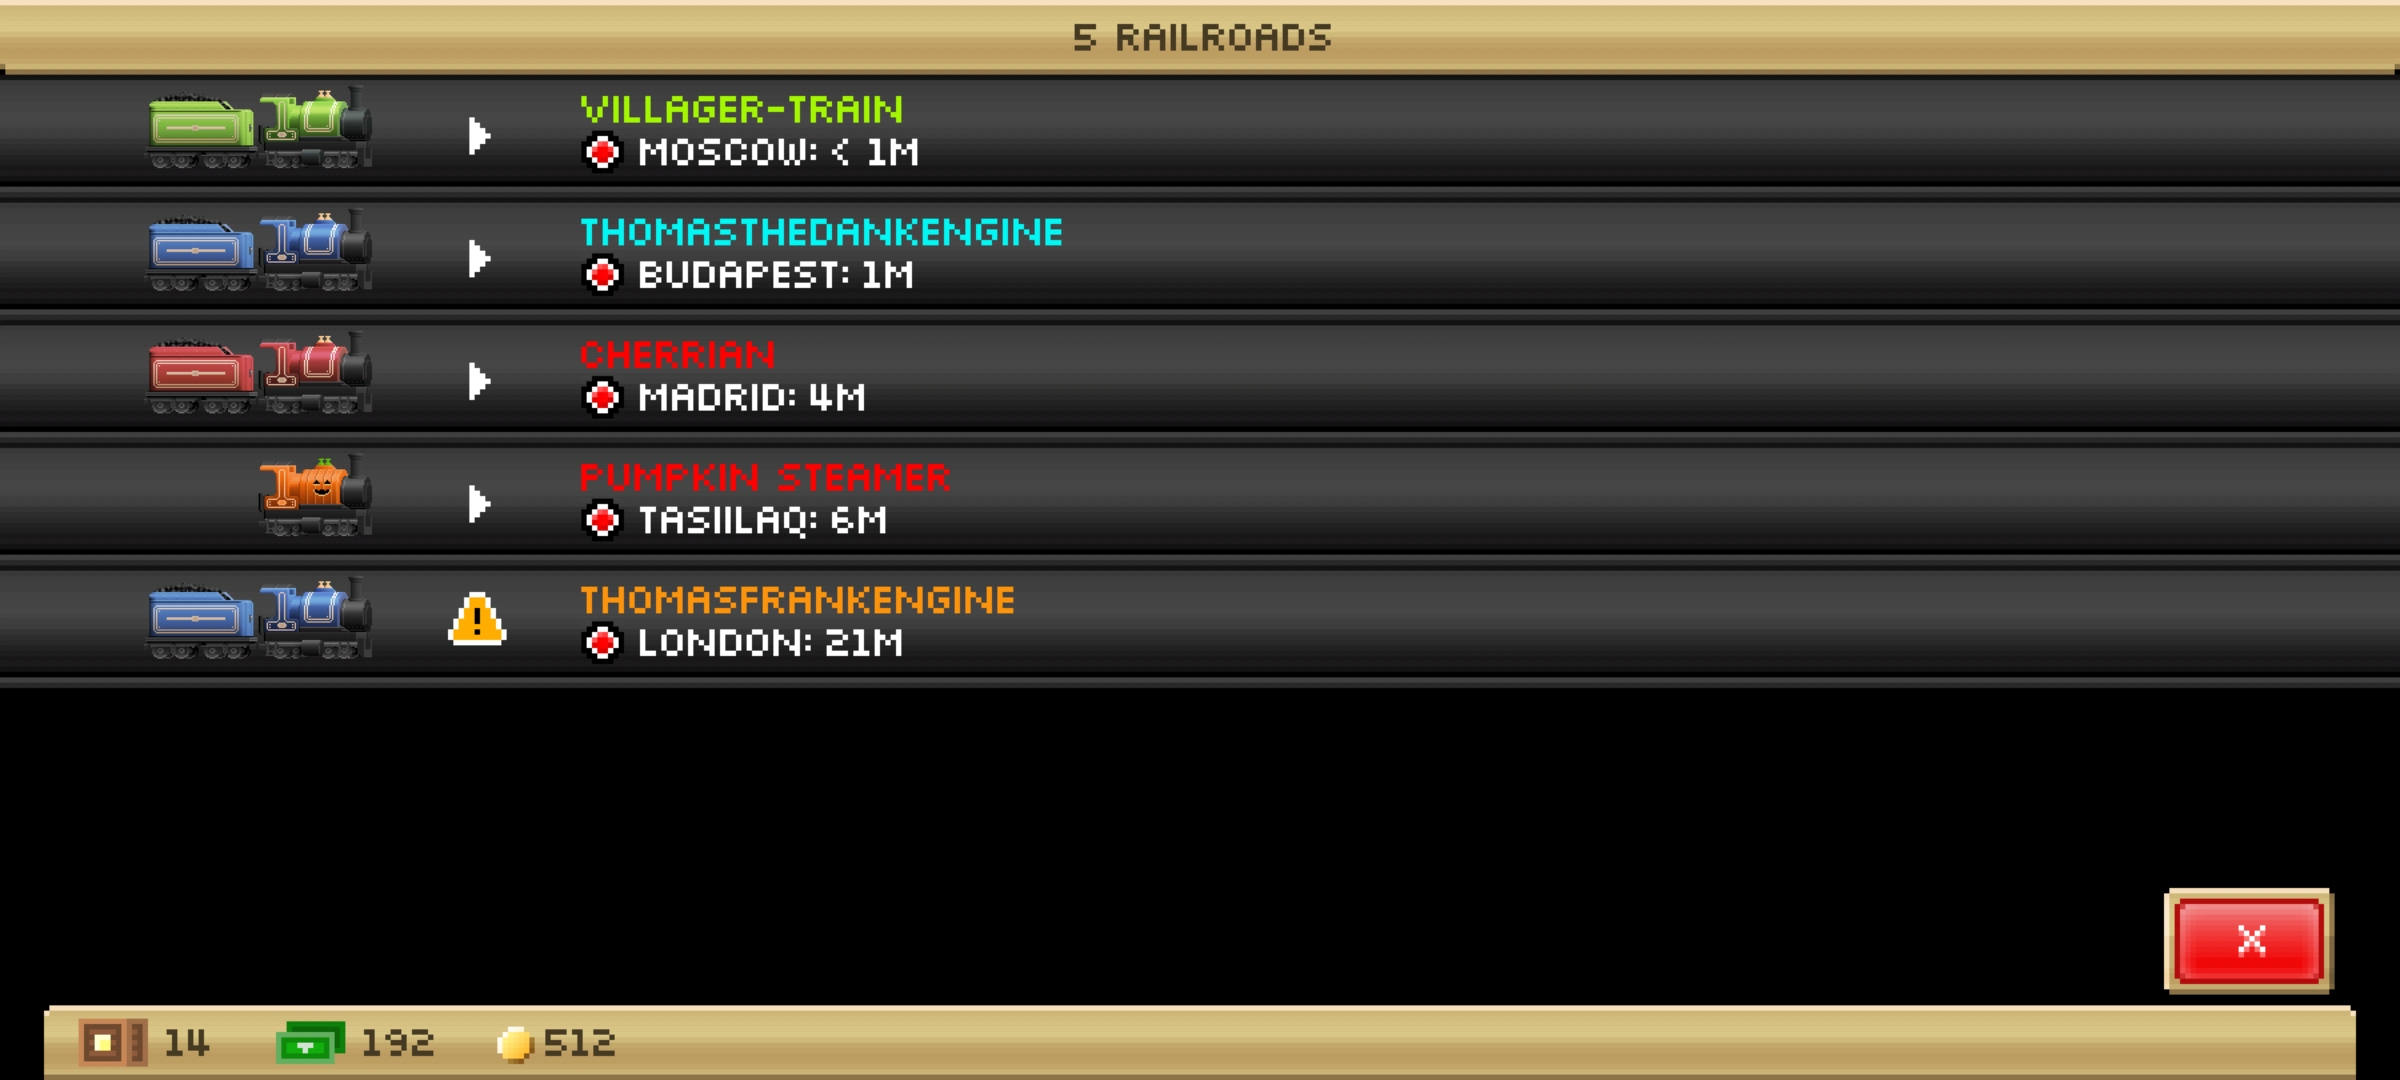 5 RAILROADS
VILLAGER-TRAIN
MOSCOW: < 1M
THOMASTHEDANKENGINE
BUDAPEST: 1M
CHERRIAN
MADRID: 4M
PUMPKIN STEAMER
TASIILAQ: 6M
THOMASFRANKENGINE
LONDON: 21M
14 192 512